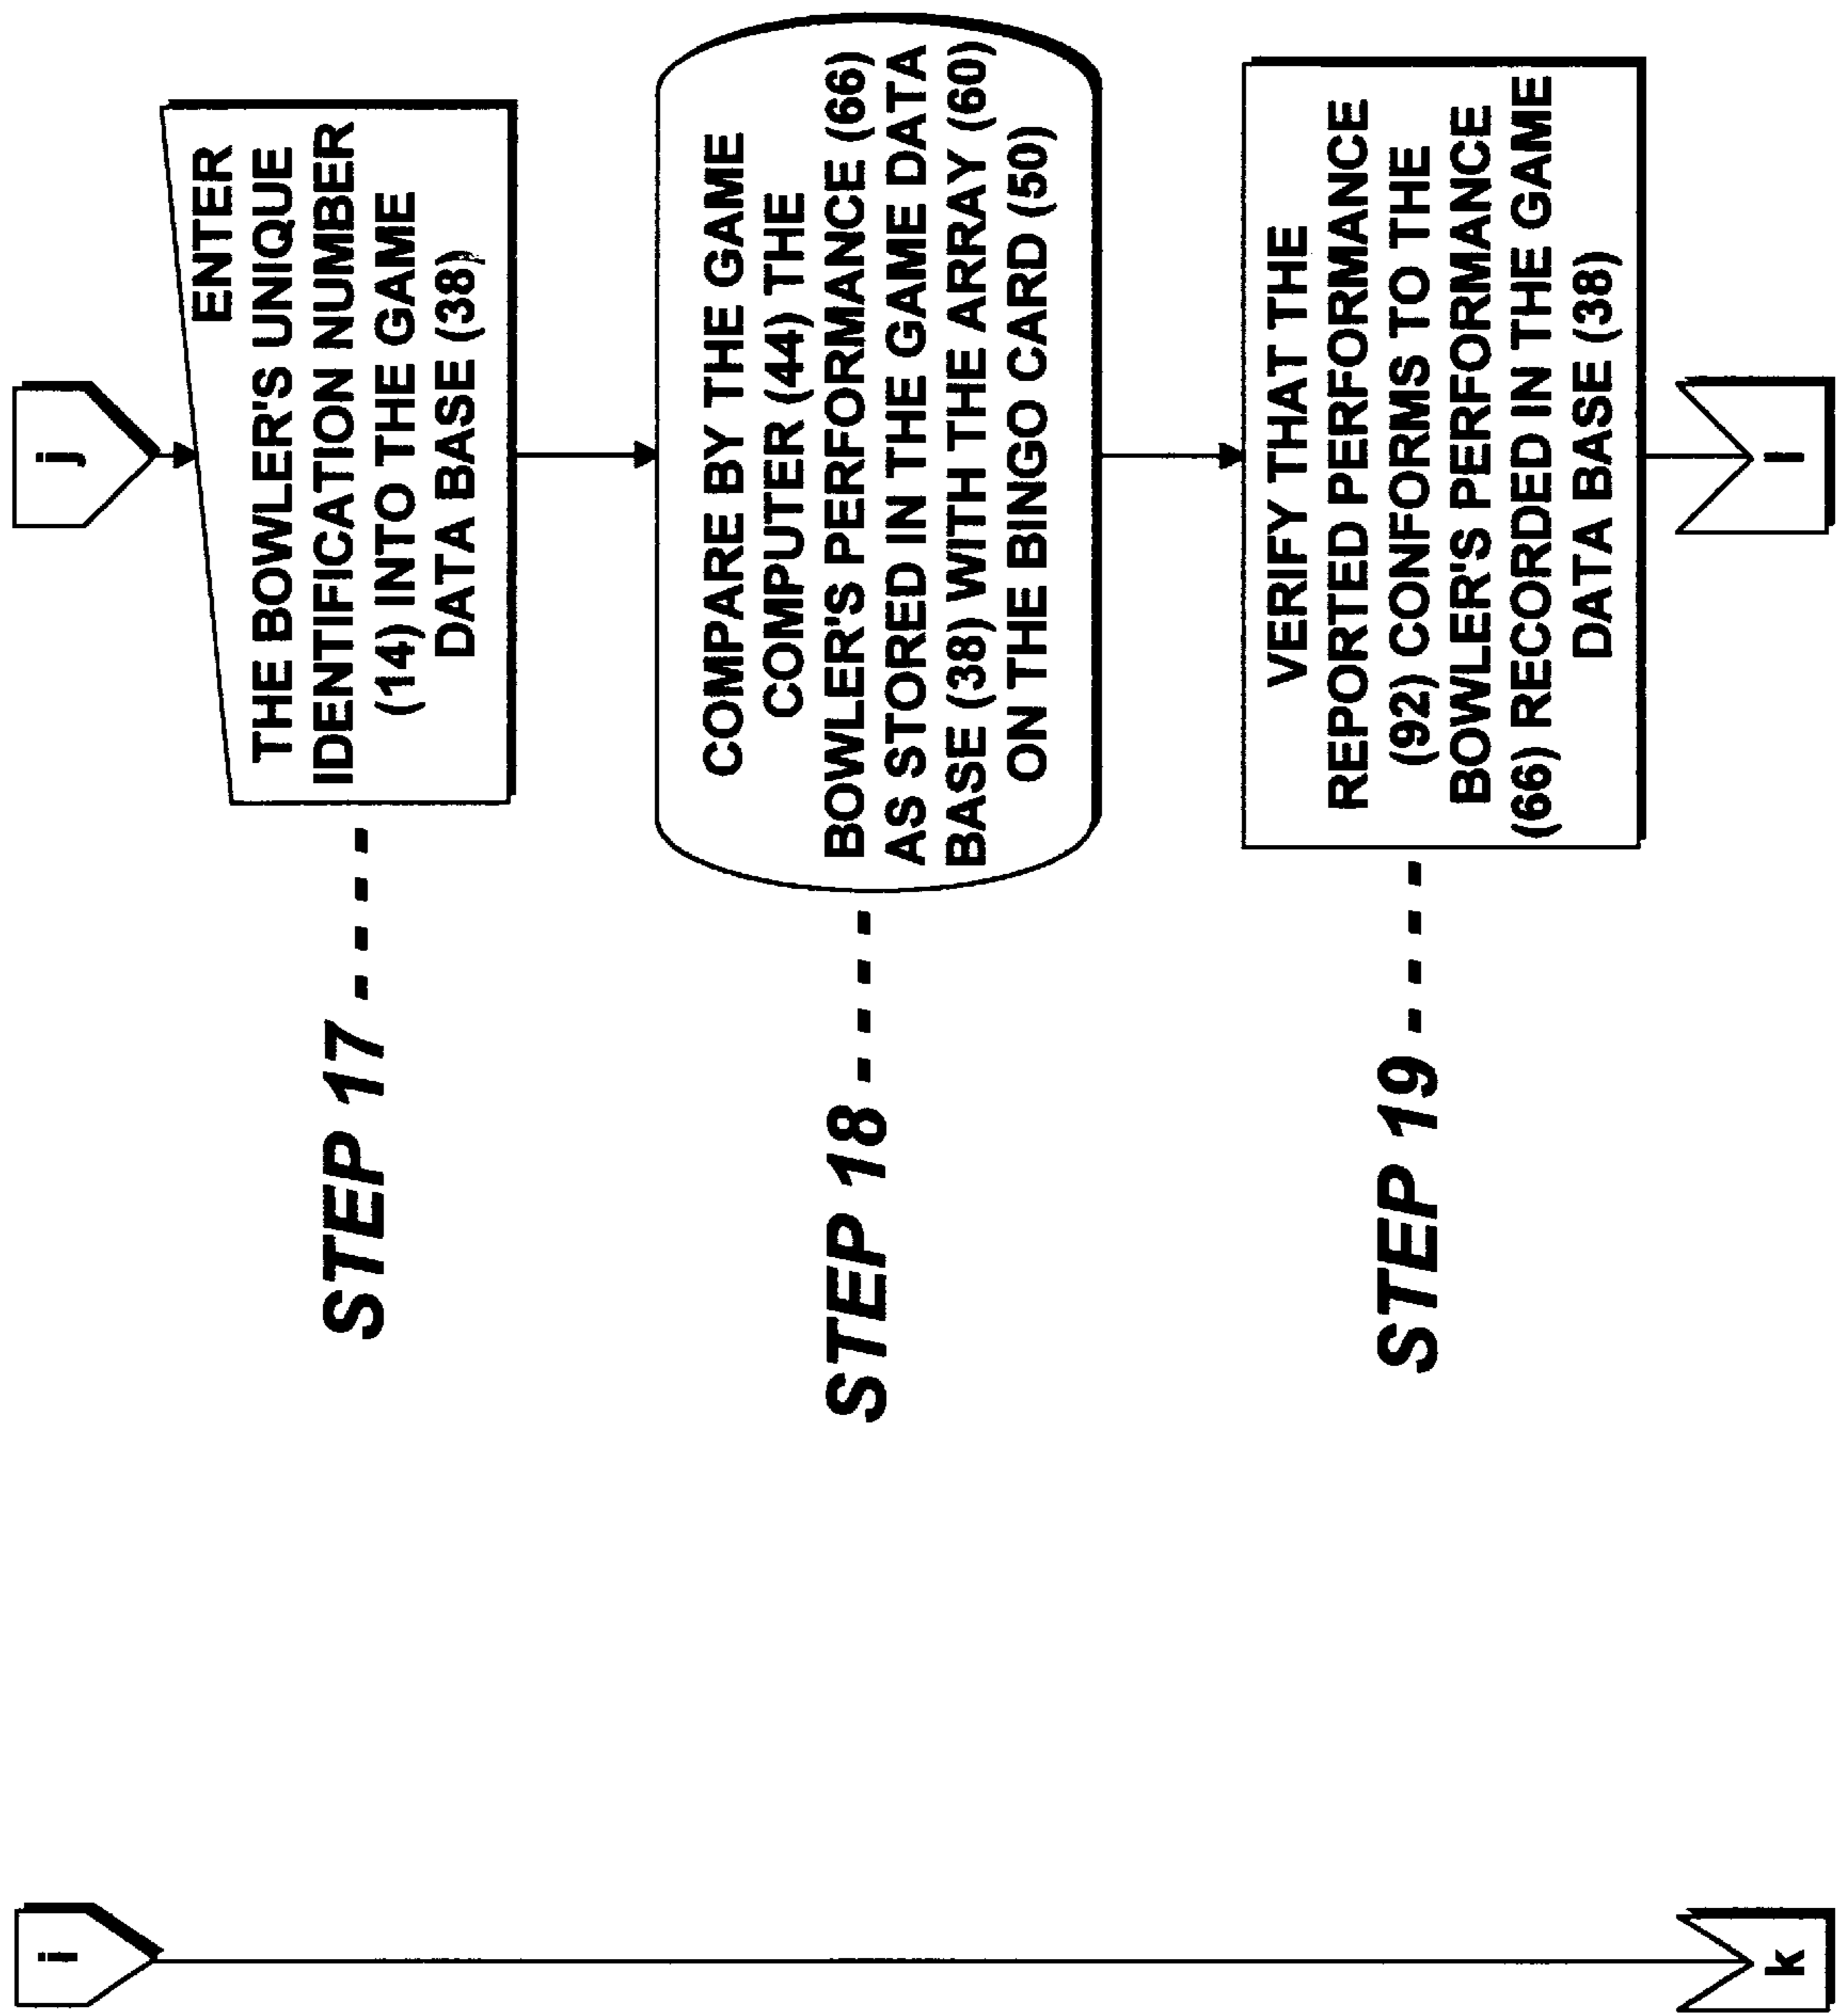 i
j
STEP 17 - - - -
ENTER
THE BOWLER'S UNIQUE
IDENTIFICATION NUMBER
(14) INTO THE GAME
DATA BASE (38)
STEP 18 - - - -
COMPARE BY THE GAME
COMPUTER (44) THE
BOWLER'S PERFORMANCE (66)
AS STORED IN THE GAME DATA
BASE (38) WITH THE ARRAY (60)
ON THE BINGO CARD (50)
STEP 19 - - - -
VERIFY THAT THE
REPORTED PERFORMANCE
(92) CONFORMS TO THE
BOWLER'S PERFORMANCE
(66) RECORDED IN THE GAME
DATA BASE (38)
k
l